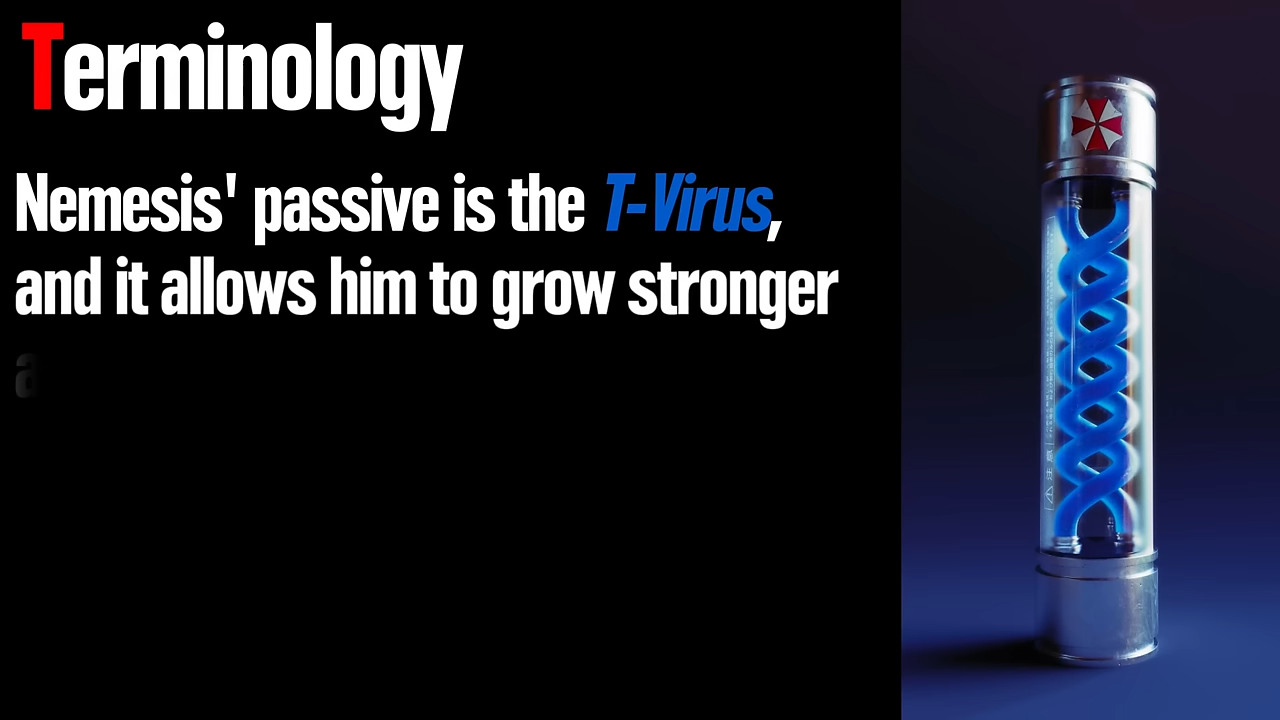 Terminology
Nemesis' passive is the T-Virus,
and it allows him to grow stronger
a